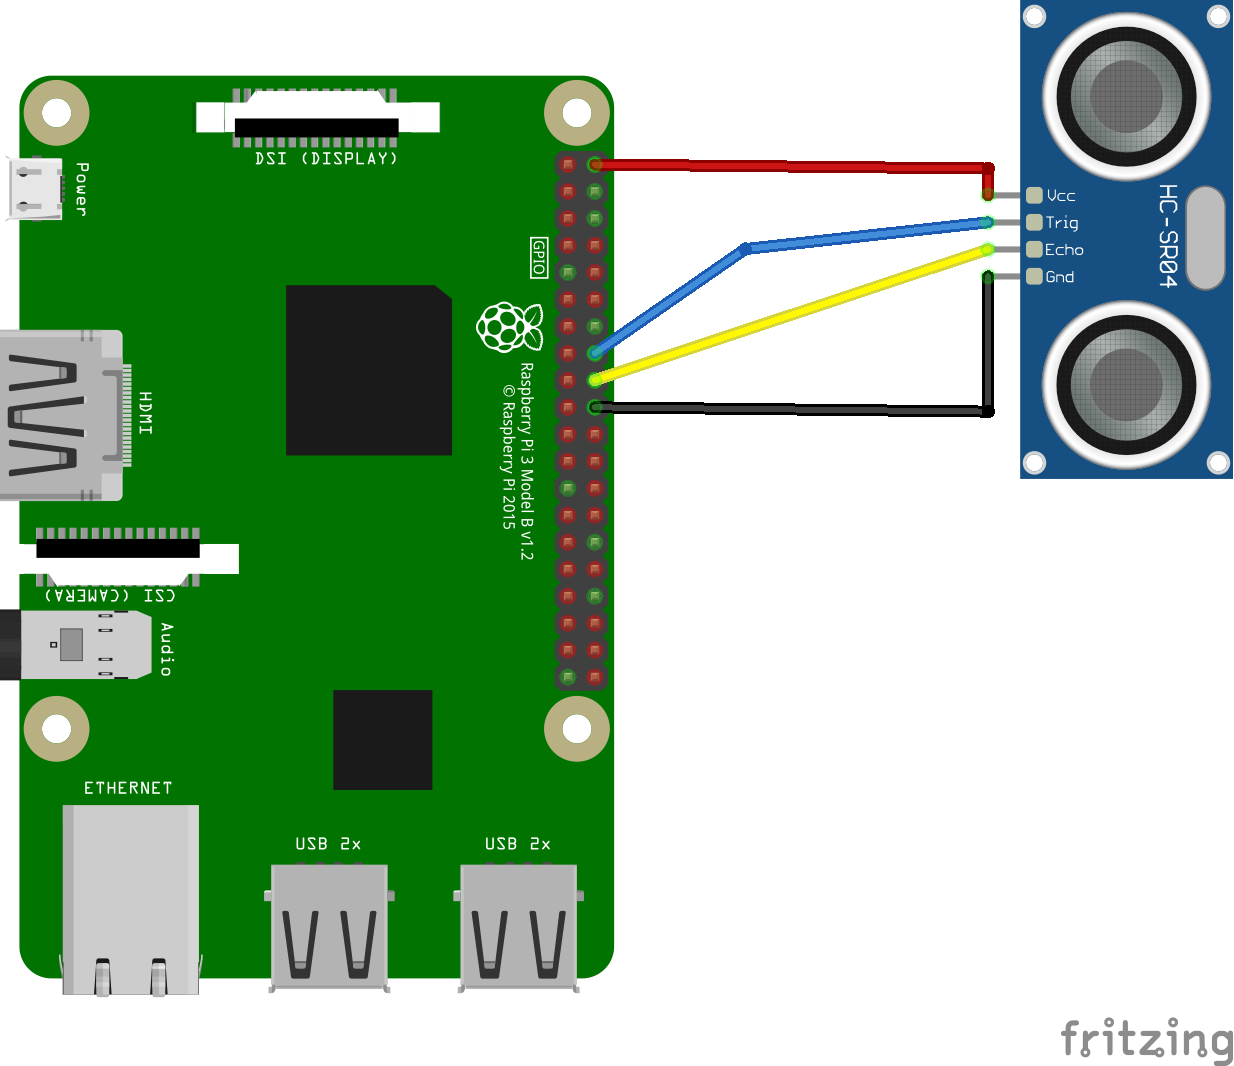 DSI (DISPLAY)
Power
GPIO
Raspberry Pi 3 Model B v1.2
© Raspberry Pi 2015
HDMI
CSI (CAMERA)
Audio
ETHERNET
USB 2x
USB 2x
Vcc
Trig
Echo
Gnd
HC-SR04
fritzing